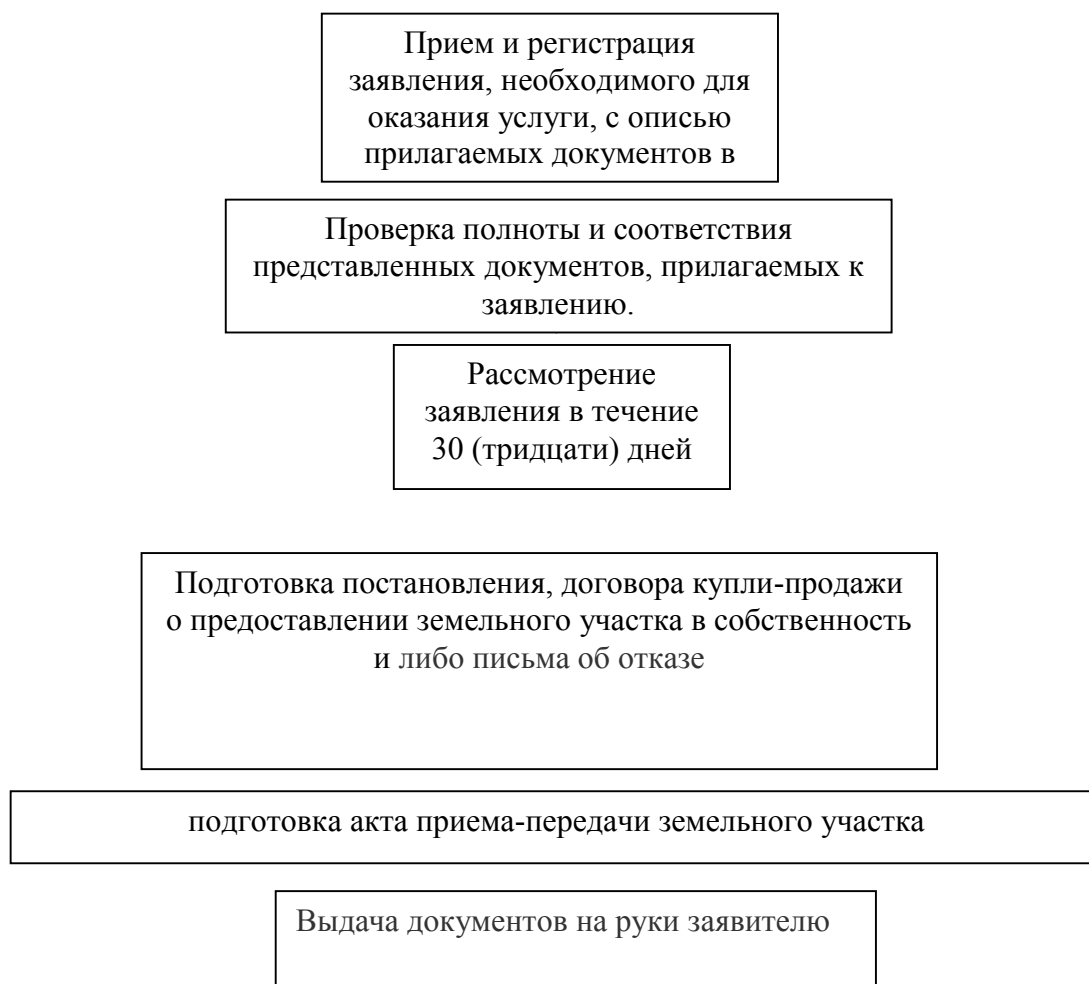 Прием и регистрация
заявления, необходимого для
оказания услуги, с описью
прилагаемых документов в
Проверка полноты и соответствия
представленных документов, прилагаемых к
заявлению.
Рассмотрение
заявления в течение
30 (тридцати) дней
Подготовка постановления, договора купли-продажи
о предоставлении земельного участка в собственность
и либо письма об отказе
подготовка акта приема-передачи земельного участка
Выдача документов на руки заявителю